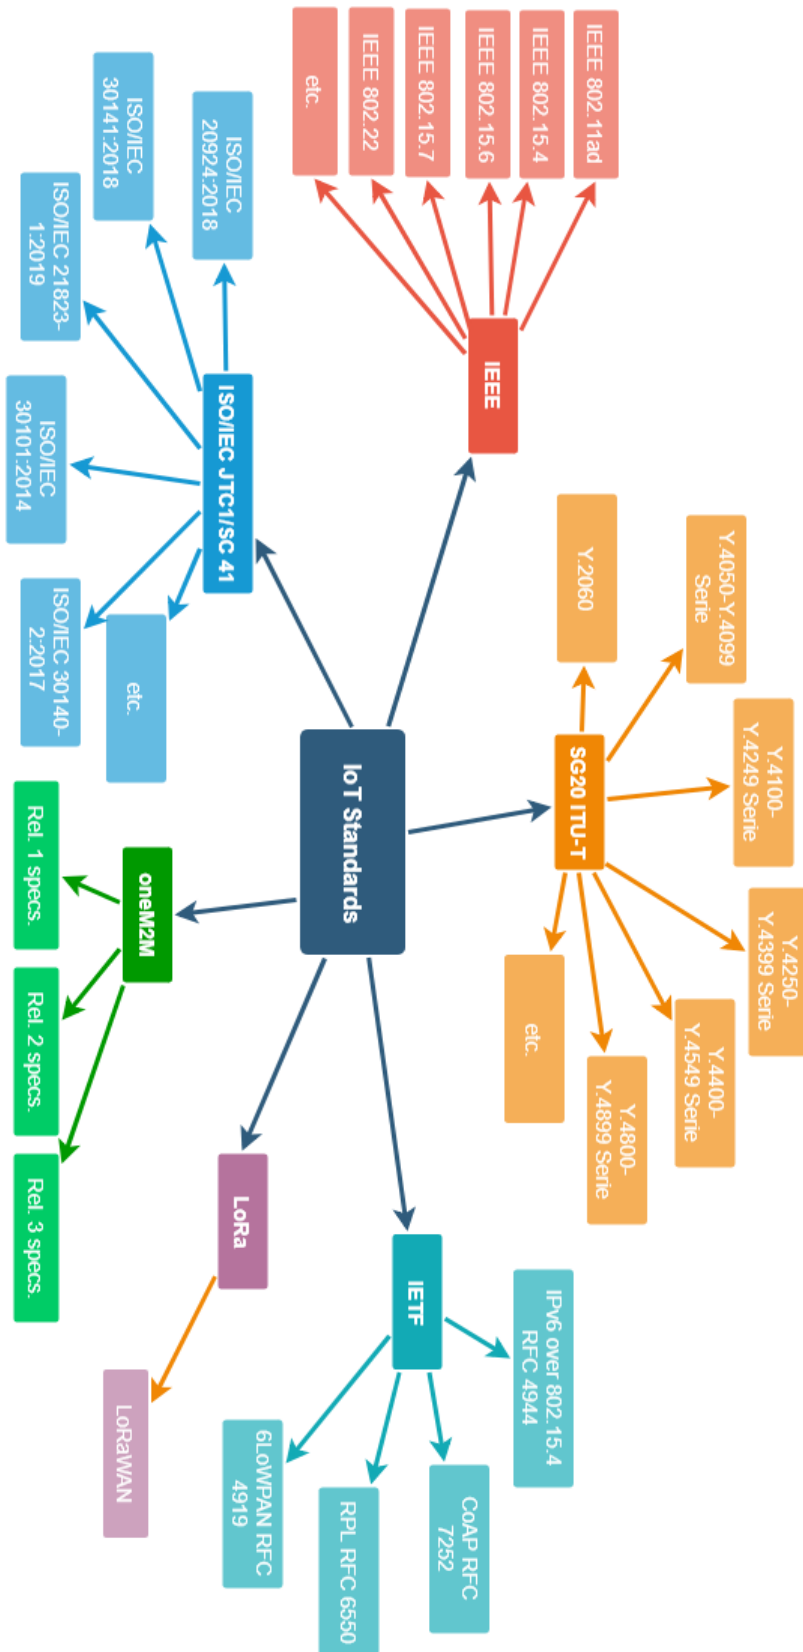 IEEE 802.11ad
IEEE 802.15.4
IEEE 802.15.6
IEEE 802.15.7
IEEE 802.22
etc.
IEEE
Y.2060
Y.4050-Y.4099
Serie
Y.4100-
Y.4249 Serie
Y.4250-
Y.4399 Serie
Y.4400-
Y.4549 Serie
Y.4800-
Y.4899 Serie
etc.
SG20 ITU-T
IoT Standards
IETF
IPv6 over 802.15.4
RFC 4944
CoAP RFC
7252
RPL RFC 6550
6LoWPAN RFC
4919
ISO/IEC JTC1/SC 41
ISO/IEC
20924:2018
ISO/IEC
30141:2018
ISO/IEC 21823-
1:2019
ISO/IEC
30101:2014
ISO/IEC 30140-
2:2017
etc.
oneM2M
Rel. 1 specs.
Rel. 2 specs.
Rel. 3 specs.
LoRa
LoRaWAN